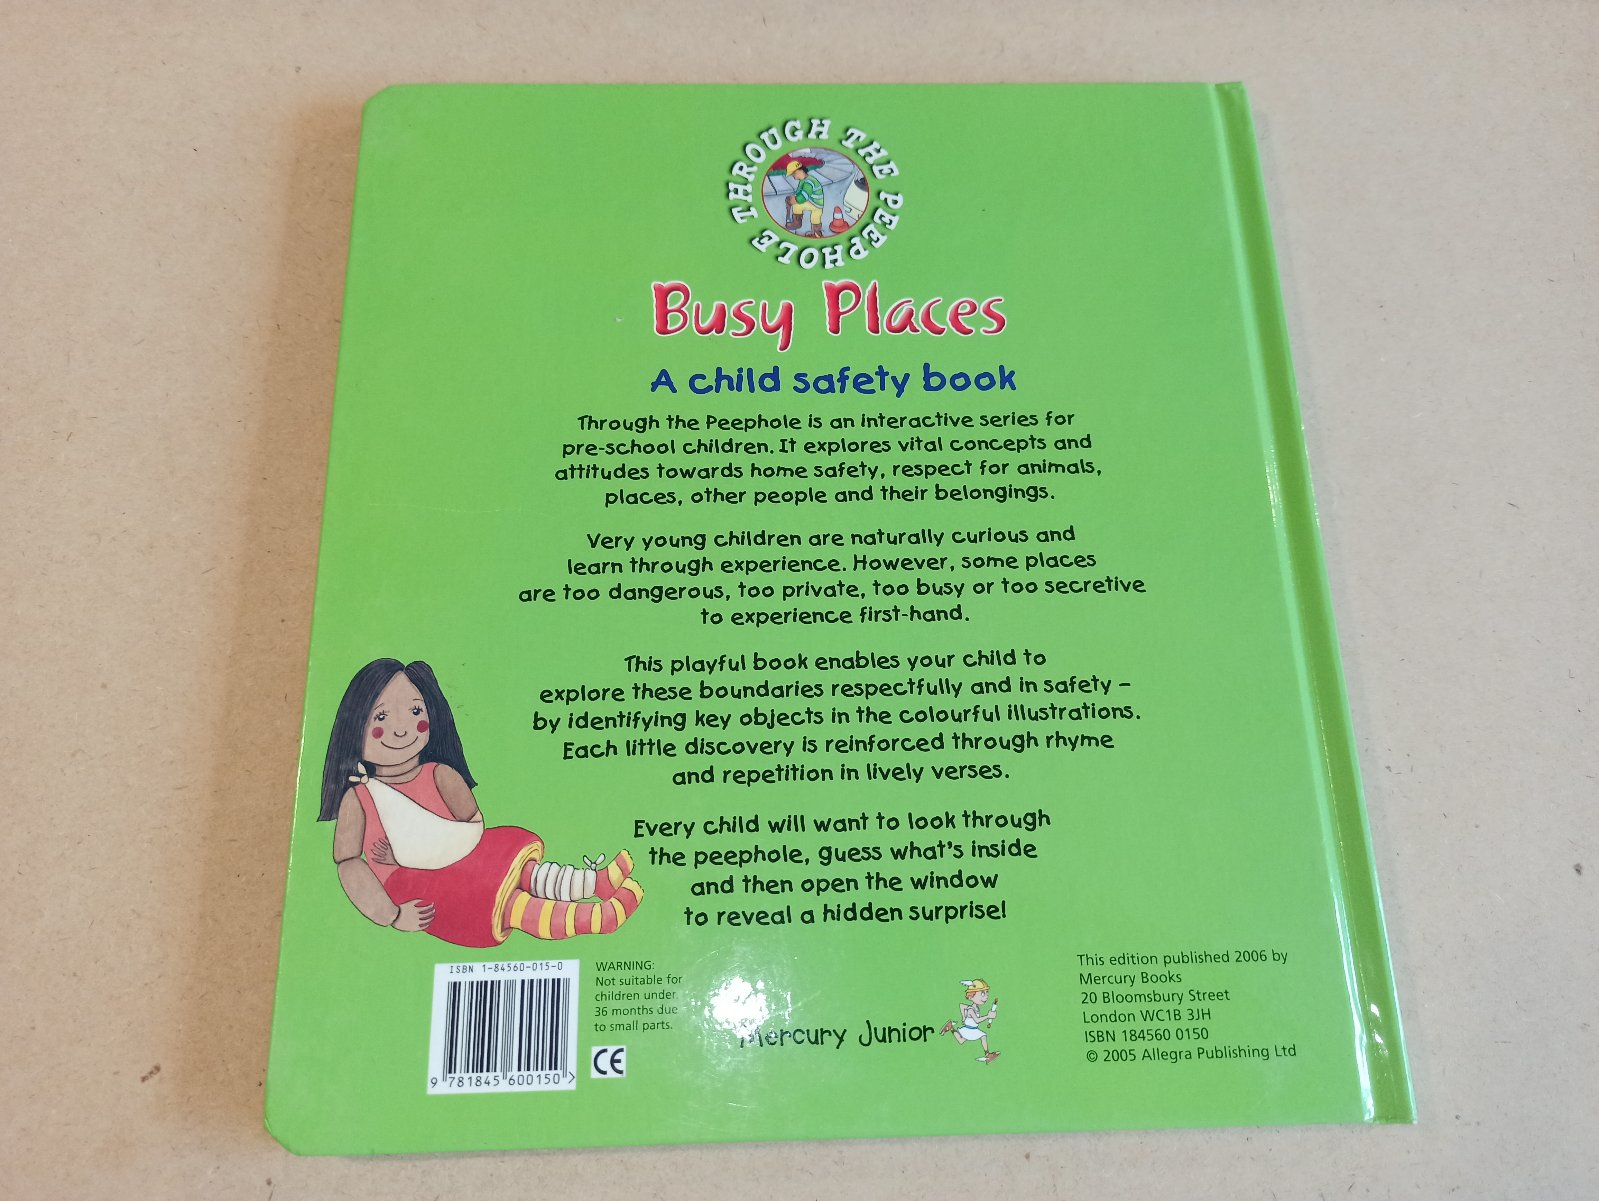 THROUGH THE PEEPHOLE
Busy Places
A child safety book
Through the Peephole is an interactive series for
pre-school children. It explores vital concepts and
attitudes towards home safety, respect for animals,
places, other people and their belongings.
Very young children are naturally curious and
learn through experience. However, some places
are too dangerous, too private, too busy or too secretive
to experience first-hand.
This playful book enables your child to
explore these boundaries respectfully and in safety –
by identifying key objects in the colourful illustrations.
Each little discovery is reinforced through rhyme
and repetition in lively verses.
Every child will want to look through
the peephole, guess what's inside
and then open the window
to reveal a hidden surprise!
ISBN 1-84560-015-0
9 781845 600150 >
WARNING:
Not suitable for
children under
36 months due
to small parts.
CE
Mercury Junior
This edition published 2006 by
Mercury Books
20 Bloomsbury Street
London WC1B 3JH
ISBN 184560 0150
© 2005 Allegra Publishing Ltd